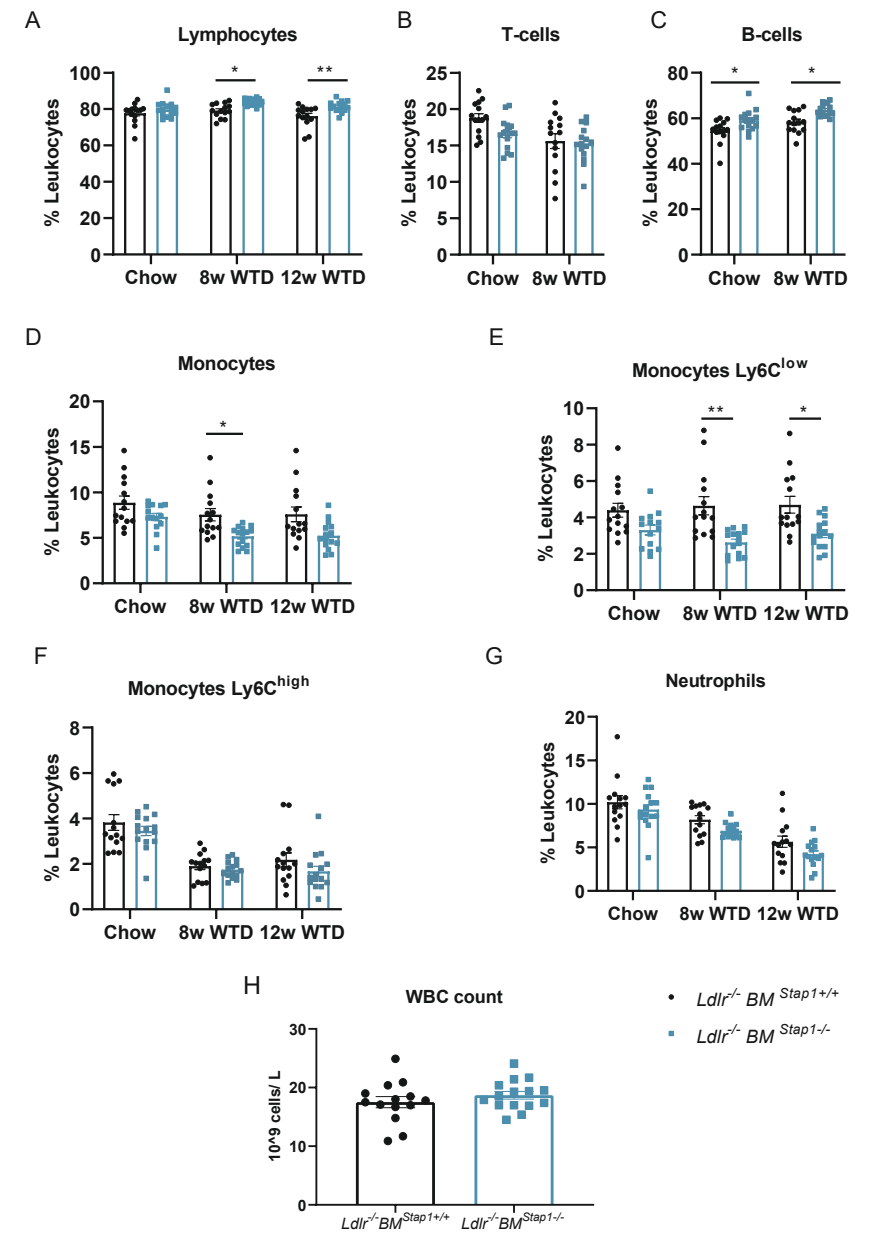 A
B
C
Lymphocytes
T-cells
B-cells
% Leukocytes
100
80
60
40
20
0
*
**
Chow 8w WTD 12w WTD
% Leukocytes
25
20
15
10
5
0
Chow 8w WTD
% Leukocytes
80
60
40
20
0
*
*
Chow 8w WTD
D
E
Monocytes
Monocytes Ly6Clow
% Leukocytes
20
15
10
5
0
*
Chow 8w WTD 12w WTD
% Leukocytes
10
8
6
4
2
0
**
*
Chow 8w WTD 12w WTD
F
G
Monocytes Ly6Chigh
Neutrophils
% Leukocytes
8
6
4
2
0
Chow 8w WTD 12w WTD
% Leukocytes
20
15
10
5
0
Chow 8w WTD 12w WTD
H
WBC count
10^9 cells/ L
30
20
10
0
Ldlr-/-BMStap1+/+ Ldlr-/-BMStap1-/-
Ldlr-/- BM Stap1+/+
Ldlr-/- BM Stap1-/-